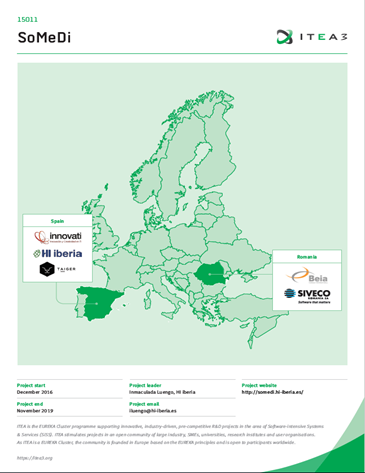 15011
SoMeDi
ITEA3
Spain
innovati
HI iberia
TAIGER
Romania
Beia
SIVECO
ROMANIA SA
Software that matters
Project start
December 2016
Project leader
Inmaculada Luengo, HI Iberia
Project website
http://somedi.hi-iberia.es/
Project end
November 2019
Project email
iluengo@hi-iberia.es
ITEA is the EUREKA Cluster programme supporting innovative, industry-driven, pre-competitive R&D projects in the area of Software-intensive Systems
& Services (SiSS). ITEA stimulates projects in an open community of large industry, SMEs, universities, research institutes and user organisations.
As ITEA is a EUREKA Cluster, the community is founded in Europe based on the EUREKA principles and is open to participants worldwide.
https://itea3.org